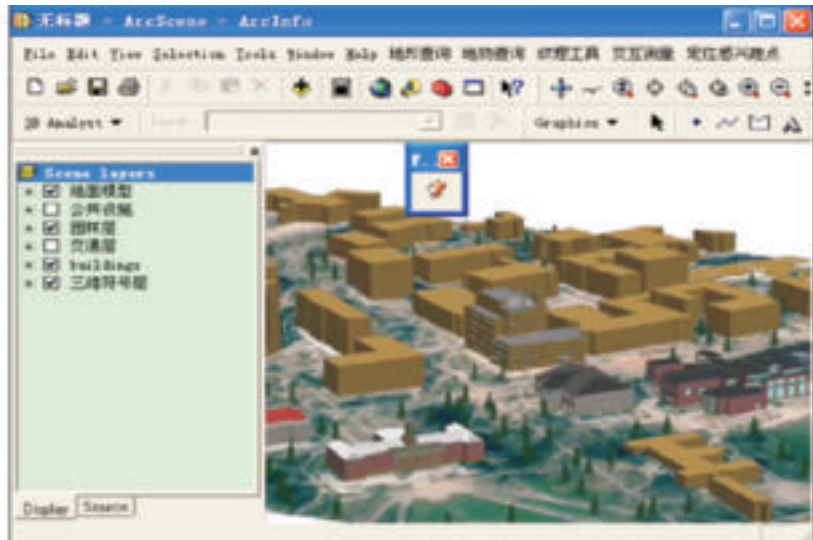 无标题 - ArcScene - ArcInfo
File Edit View Selection Tools Window Help 地形查询 地物查询 纹理工具 交互测量 定位感兴趣点
3D Analyst Layer Graphics
Scene layers
地面模型
公共设施
园林层
交通层
buildings
三维符号层
Display Source